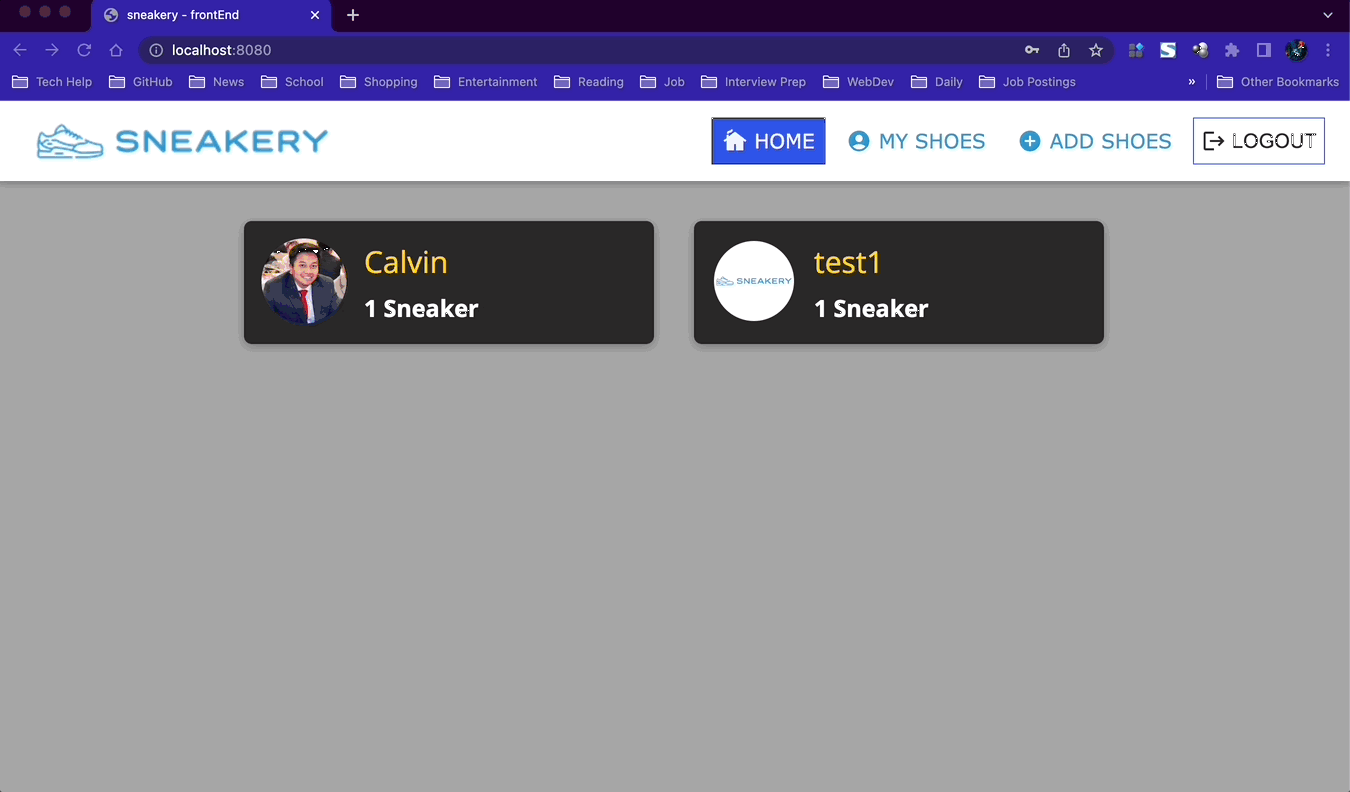 sneakery - frontEnd
localhost:8080
Tech Help GitHub News School Shopping Entertainment Reading Job Interview Prep WebDev Daily Job Postings » Other Bookmarks
SNEAKERY HOME MY SHOES ADD SHOES LOGOUT
Calvin
1 Sneaker
SNEAKERY
test1
1 Sneaker